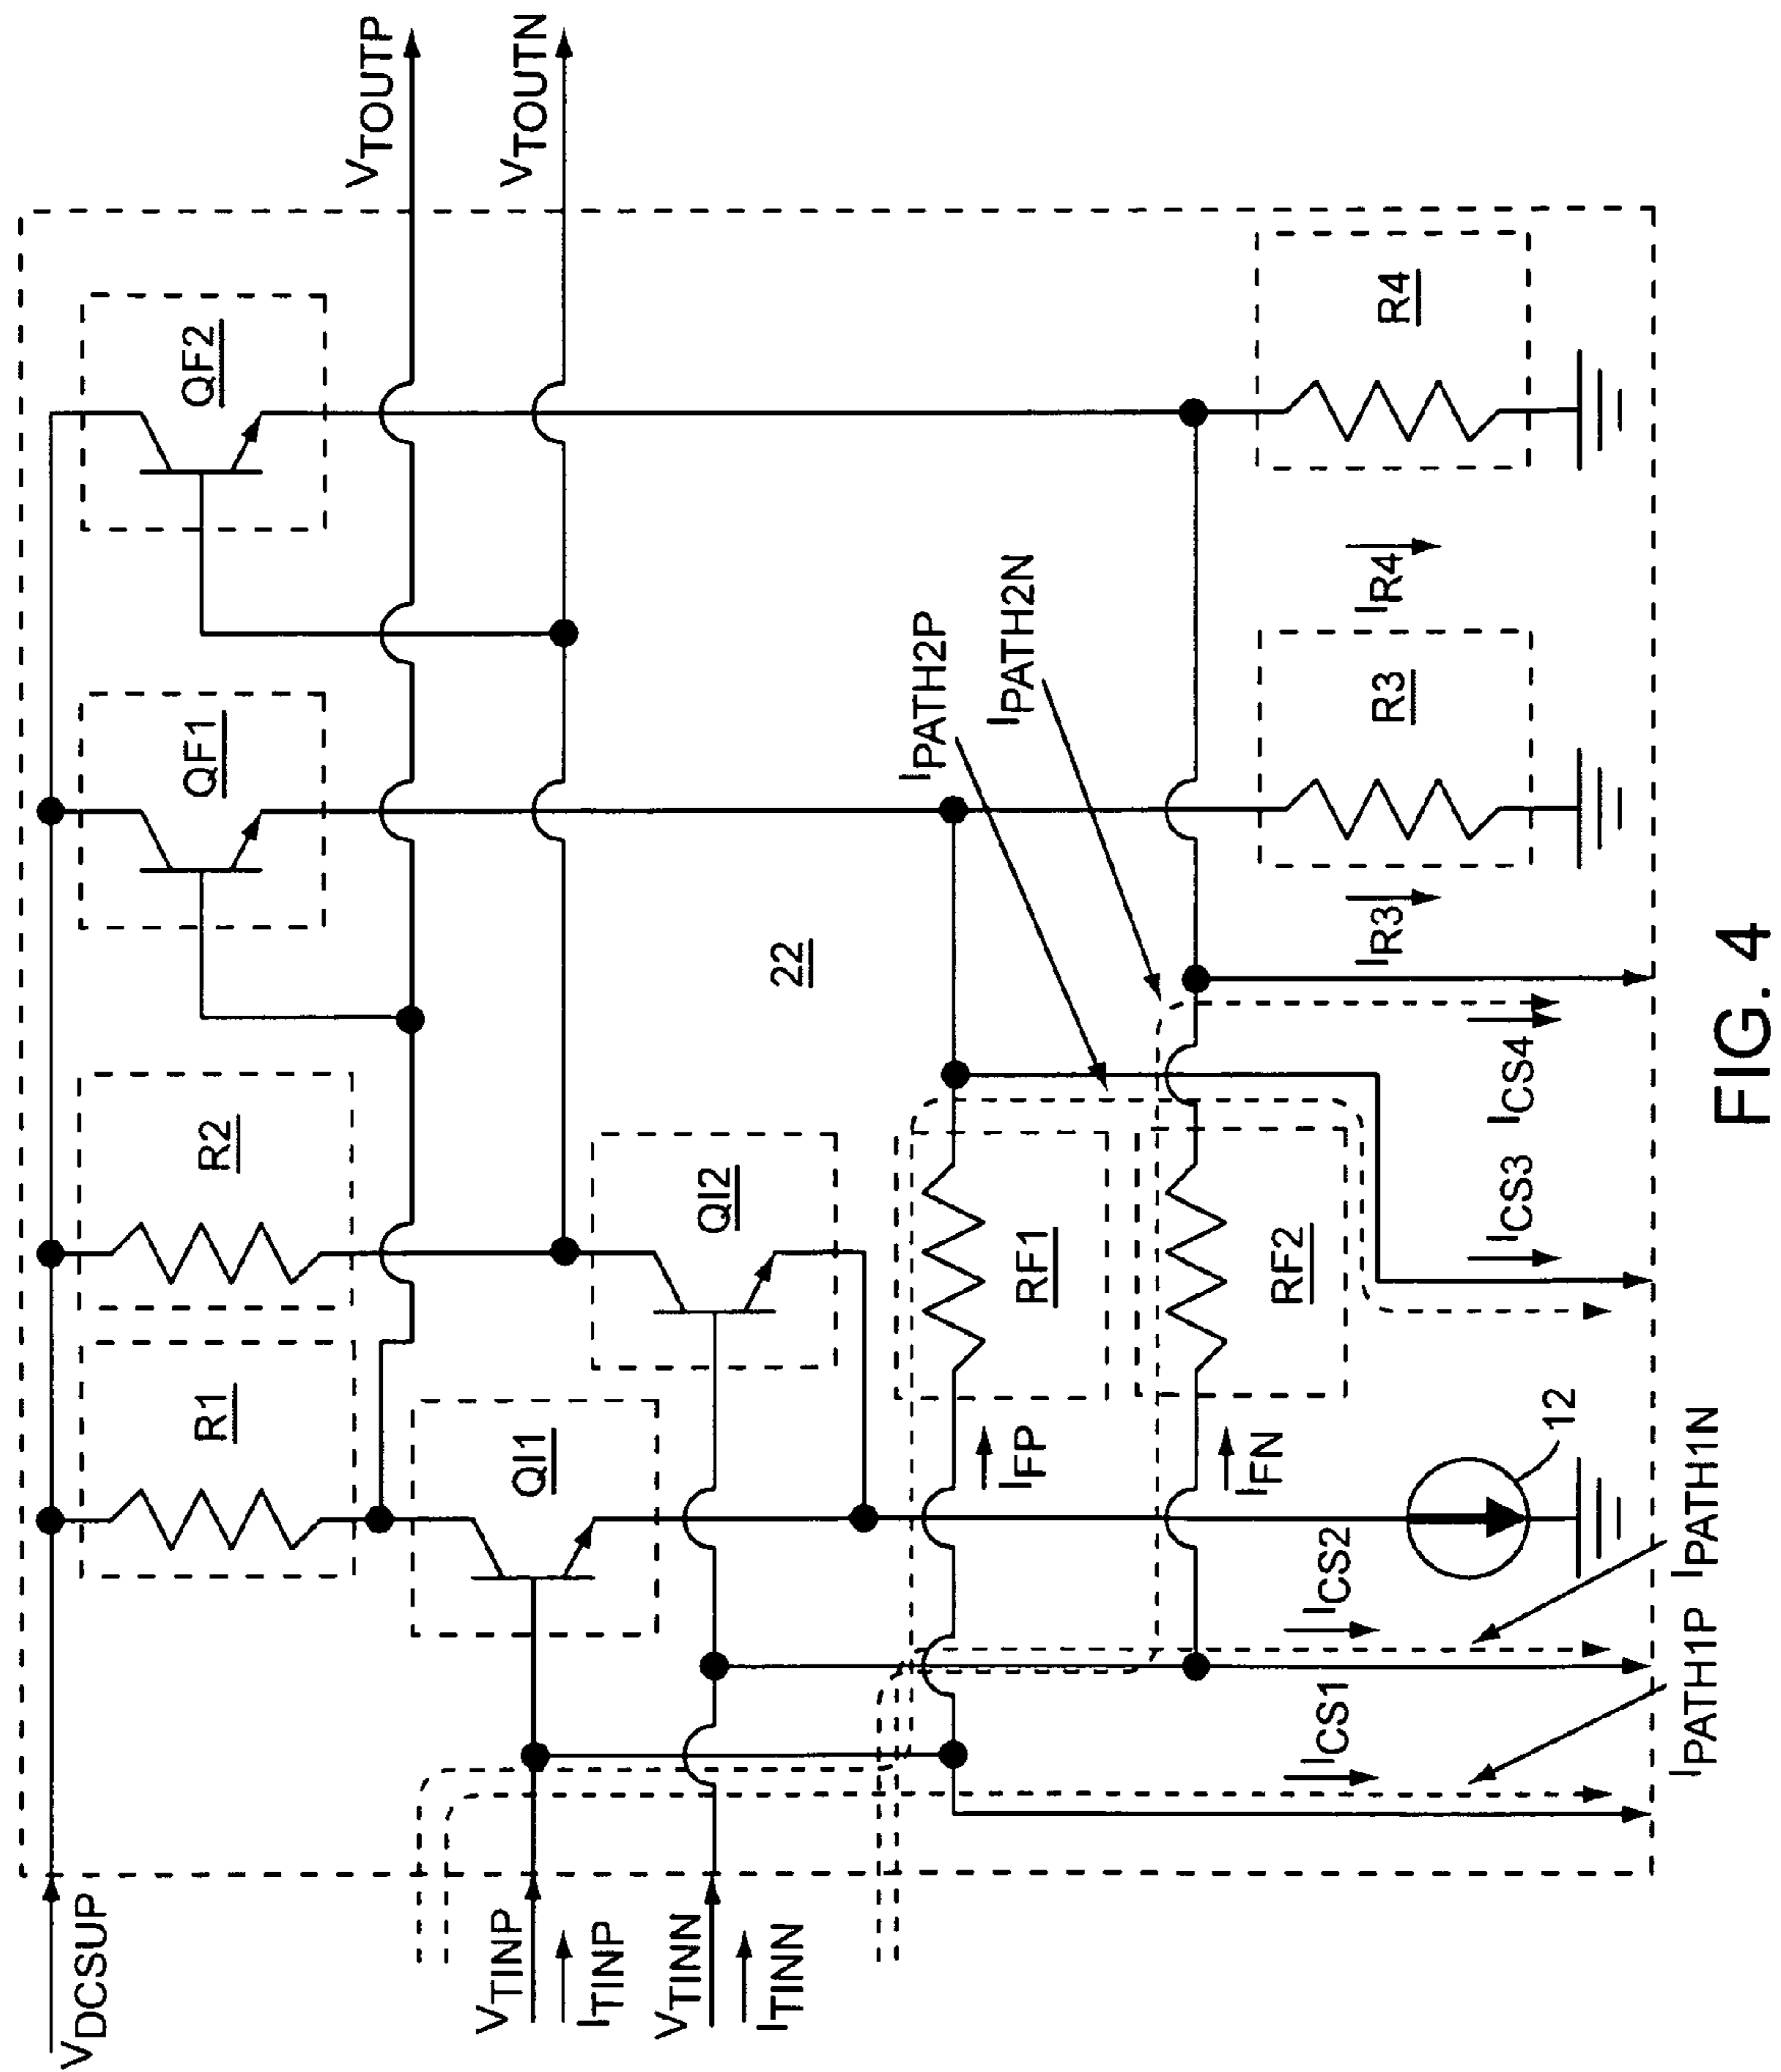 VDCSUP
VTINP
ITINP
VTINN
ITINN
R1
R2
QF1
QF2
VTOUTP
VTOUTN
QI1
QI2
22
IPATH2P
IPATH2N
IFP
RF1
IFN
RF2
R3
R4
IR3
IR4
ICS1
ICS2
12
ICS3
ICS4
IPATH1P
IPATH1N
FIG. 4